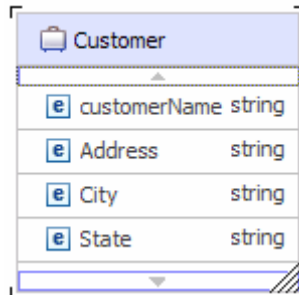 Customer
e customerName string
e Address string
e City string
e State string